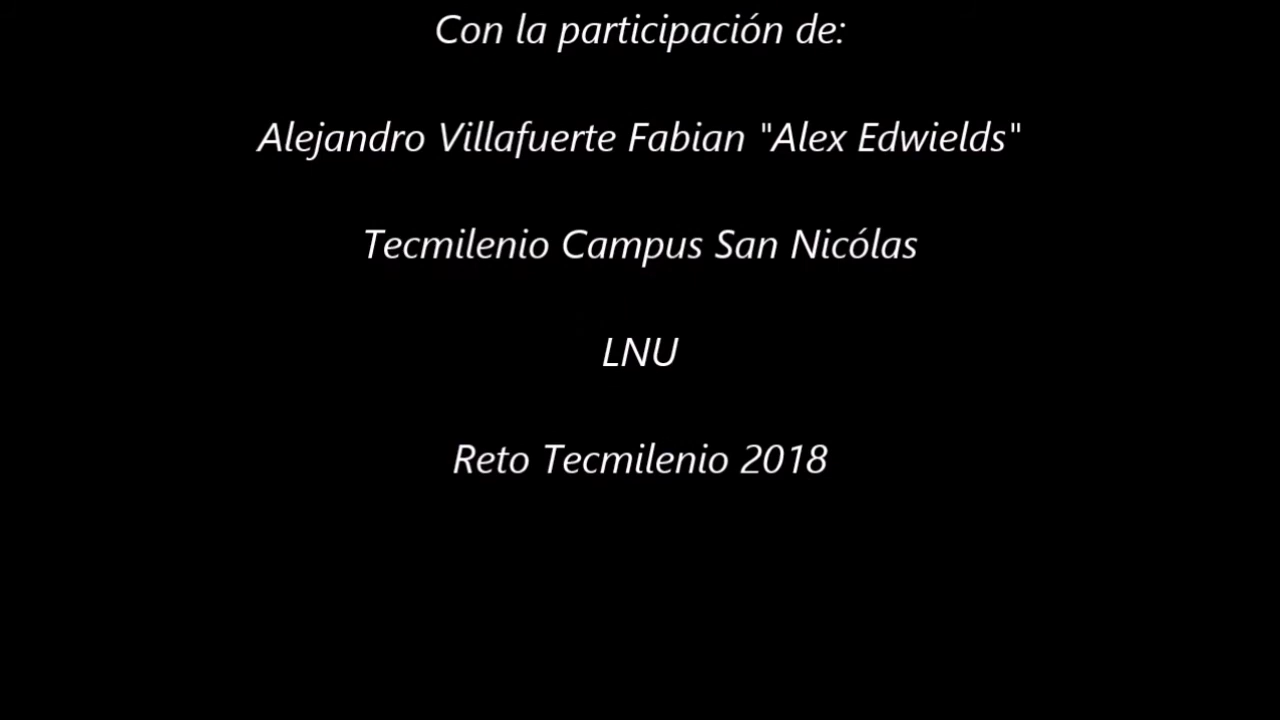 Con la participación de:
Alejandro Villafuerte Fabian "Alex Edwields"
Tecmilenio Campus San Nicólas
LNU
Reto Tecmilenio 2018